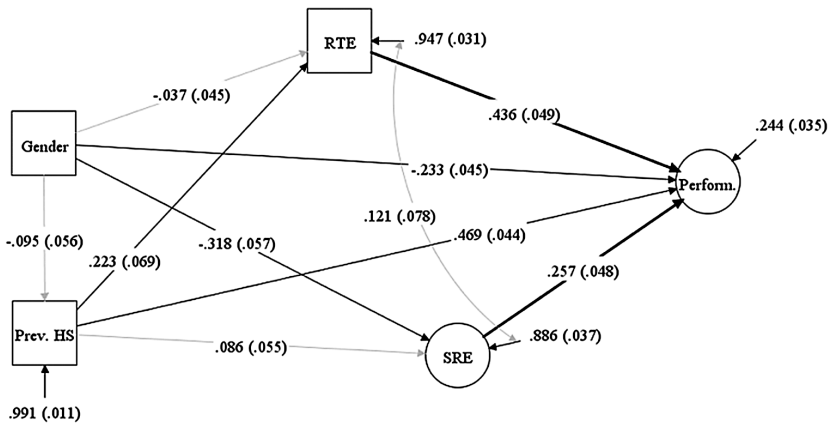 RTE
.947 (.031)
-.037 (.045)
.436 (.049)
.244 (.035)
Gender
-.233 (.045)
Perform.
.121 (.078)
-.095 (.056)
-.318 (.057)
.469 (.044)
.223 (.069)
.257 (.048)
Prev. HS
.086 (.055)
.886 (.037)
SRE
.991 (.011)